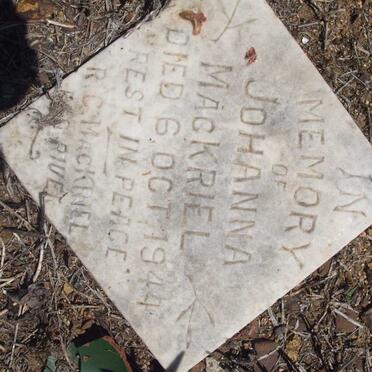 IN
MEMORY
OF
JOHANNA
MACKRIEL
DIED 6 OCT 1944
REST IN PEACE
R.C. MACKRIEL